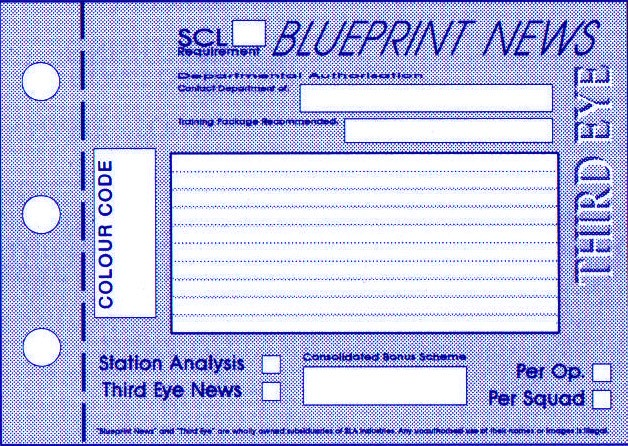 SCL BLUEPRINT NEWS
Requirement
Departmental Authorisation
Contact Department of:
Training Package Recommended:
THIRD EYE
COLOUR CODE
Station Analysis
Third Eye News
Consolidated Bonus Scheme
Per Op.
Per Squad
"Blueprint News" and "Third Eye" are wholly owned subsidiaries of SLA Industries. Any unauthorised use of their names or images is illegal.